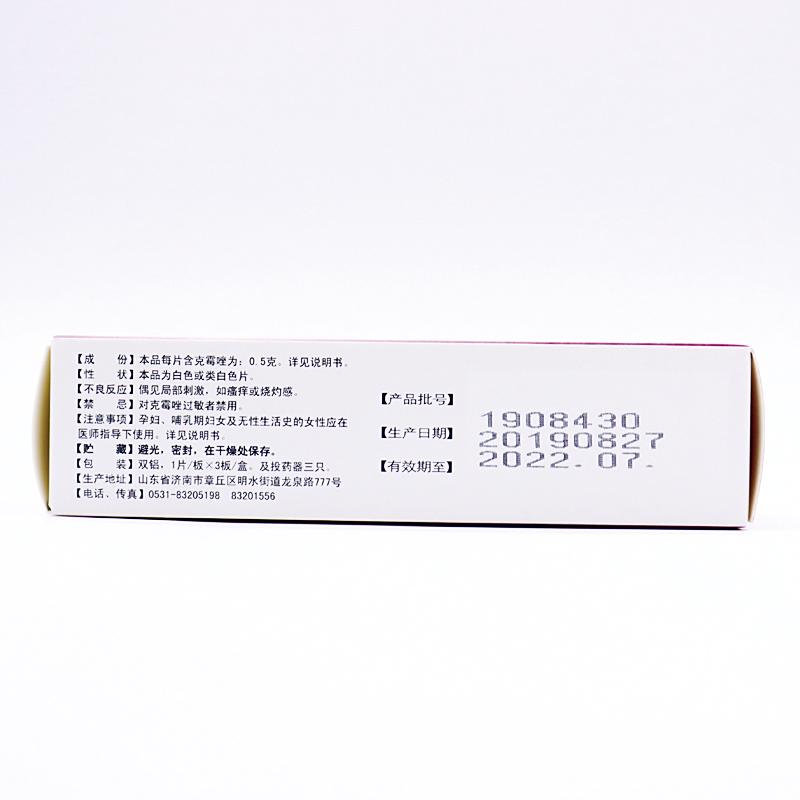 【成　份】本品每片含克霉唑为：0.5克。详见说明书。
【性　状】本品为白色或类白色片。
【不良反应】偶见局部刺激，如瘙痒或烧灼感。
【禁　忌】对克霉唑过敏者禁用。
【注意事项】孕妇、哺乳期妇女及无性生活史的女性应在
医师指导下使用。详见说明书。
【贮　藏】避光，密封，在干燥处保存。
【包　装】双铝，1片/板×3板/盒。及投药器三只。
【生产地址】山东省济南市章丘区明水街道龙泉路777号
【电话、传真】0531-83205198　83201556
【产品批号】 1908430
【生产日期】 20190827
【有效期至】 2022.07.